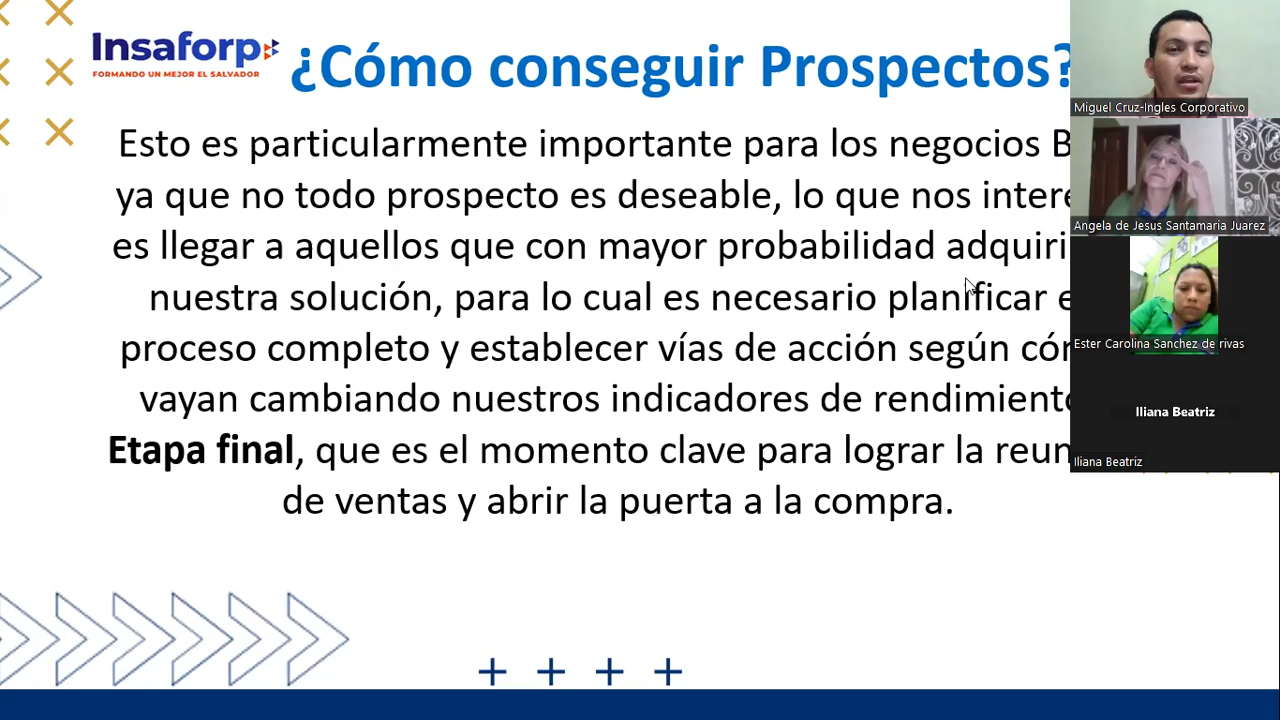 Insaforp
FORMANDO UN MEJOR EL SALVADOR
¿Cómo conseguir Prospectos?
Esto es particularmente importante para los negocios B
ya que no todo prospecto es deseable, lo que nos intere
es llegar a aquellos que con mayor probabilidad adquiri
nuestra solución, para lo cual es necesario planificar e
proceso completo y establecer vías de acción según có
vayan cambiando nuestros indicadores de rendimiento
Etapa final, que es el momento clave para lograr la reun
de ventas y abrir la puerta a la compra.
Miguel Cruz-Ingles Corporativo
Angela de Jesus Santamaria Juarez
Ester Carolina Sanchez de rivas
Iliana Beatriz
Iliana Beatriz